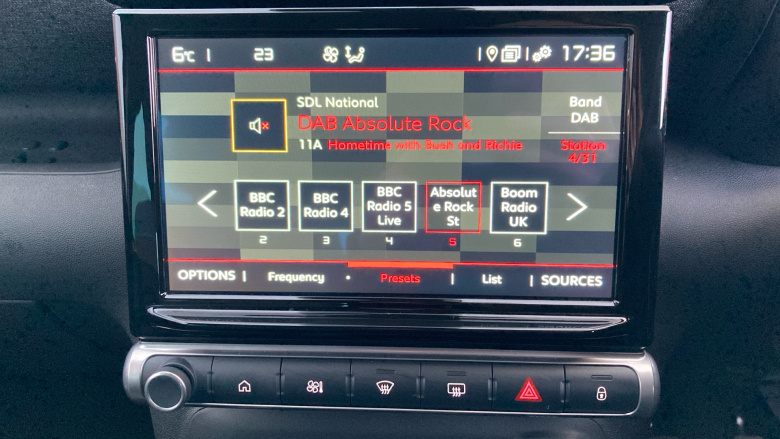 6°C | 23 | | 17:36
SDL National
DAB Absolute Rock
11A Hometime with Bush and Richie
Band
DAB
Station
4/31
BBC
Radio 2
BBC
Radio 4
BBC
Radio 5
Live
Absolut
e Rock
St
Boom
Radio
UK
2 3 4 5 6
OPTIONS | Frequency • Presets | List | SOURCES